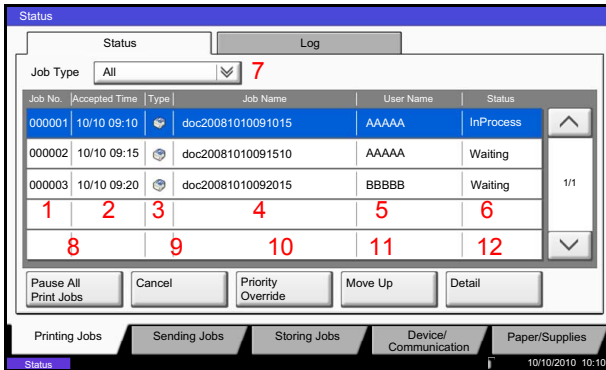 Status
Status Log
Job Type All 7
Job No. Accepted Time Type Job Name User Name Status
000001 10/10 09:10 doc20081010091015 AAAAA InProcess
000002 10/10 09:15 doc20081010091510 AAAAA Waiting
000003 10/10 09:20 doc20081010092015 BBBBB Waiting
1/1
1 2 3 4 5 6
8 9 10 11 12
Pause All
Print Jobs
Cancel
Priority
Override
Move Up
Detail
Printing Jobs
Sending Jobs
Storing Jobs
Device/
Communication
Paper/Supplies
Status 10/10/2010 10:10